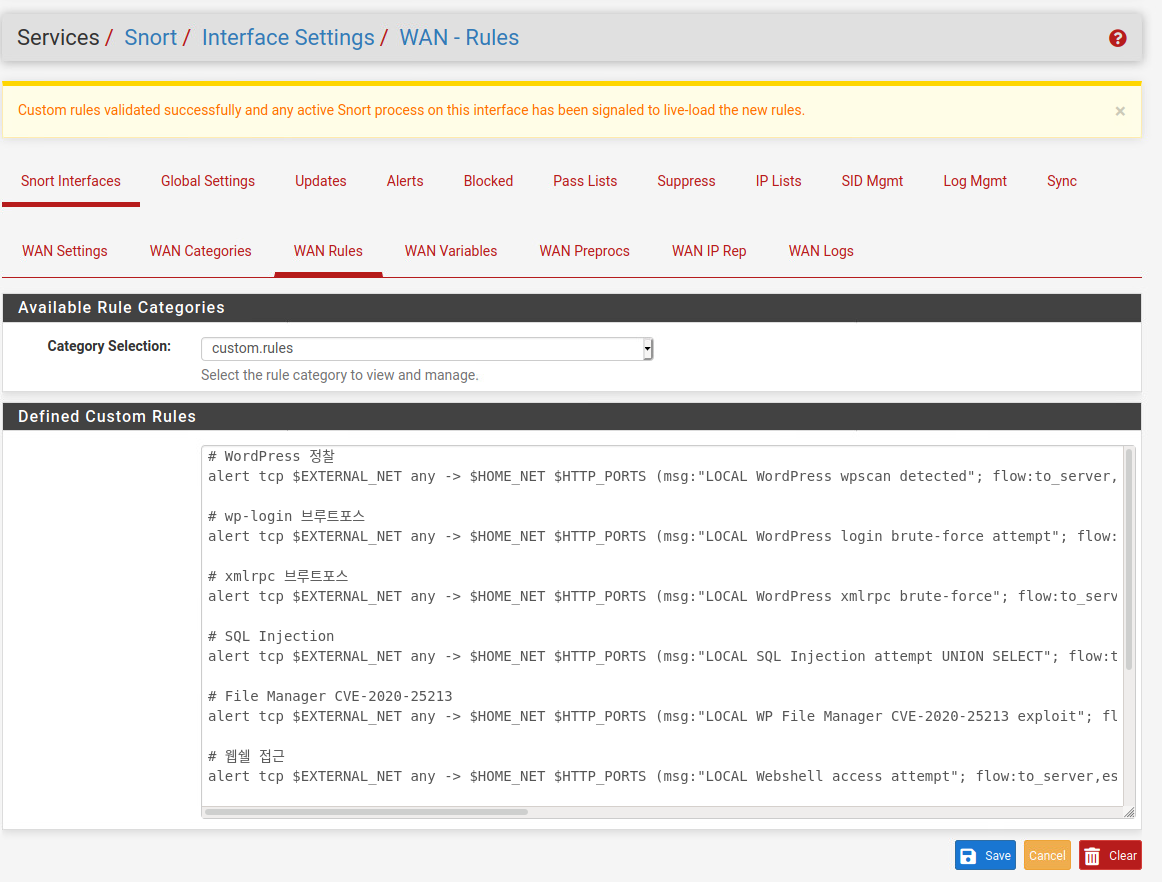 Services / Snort / Interface Settings / WAN - Rules
Custom rules validated successfully and any active Snort process on this interface has been signaled to live-load the new rules. ×
Snort Interfaces Global Settings Updates Alerts Blocked Pass Lists Suppress IP Lists SID Mgmt Log Mgmt Sync
WAN Settings WAN Categories WAN Rules WAN Variables WAN Preprocs WAN IP Rep WAN Logs
Available Rule Categories
Category Selection: custom.rules
Select the rule category to view and manage.
Defined Custom Rules
# WordPress 정찰
alert tcp $EXTERNAL_NET any -> $HOME_NET $HTTP_PORTS (msg:"LOCAL WordPress wpscan detected"; flow:to_server,
# wp-login 브루트포스
alert tcp $EXTERNAL_NET any -> $HOME_NET $HTTP_PORTS (msg:"LOCAL WordPress login brute-force attempt"; flow:
# xmlrpc 브루트포스
alert tcp $EXTERNAL_NET any -> $HOME_NET $HTTP_PORTS (msg:"LOCAL WordPress xmlrpc brute-force"; flow:to_serv
# SQL Injection
alert tcp $EXTERNAL_NET any -> $HOME_NET $HTTP_PORTS (msg:"LOCAL SQL Injection attempt UNION SELECT"; flow:t
# File Manager CVE-2020-25213
alert tcp $EXTERNAL_NET any -> $HOME_NET $HTTP_PORTS (msg:"LOCAL WP File Manager CVE-2020-25213 exploit"; fl
# 웹쉘 접근
alert tcp $EXTERNAL_NET any -> $HOME_NET $HTTP_PORTS (msg:"LOCAL Webshell access attempt"; flow:to_server,es
Save Cancel Clear